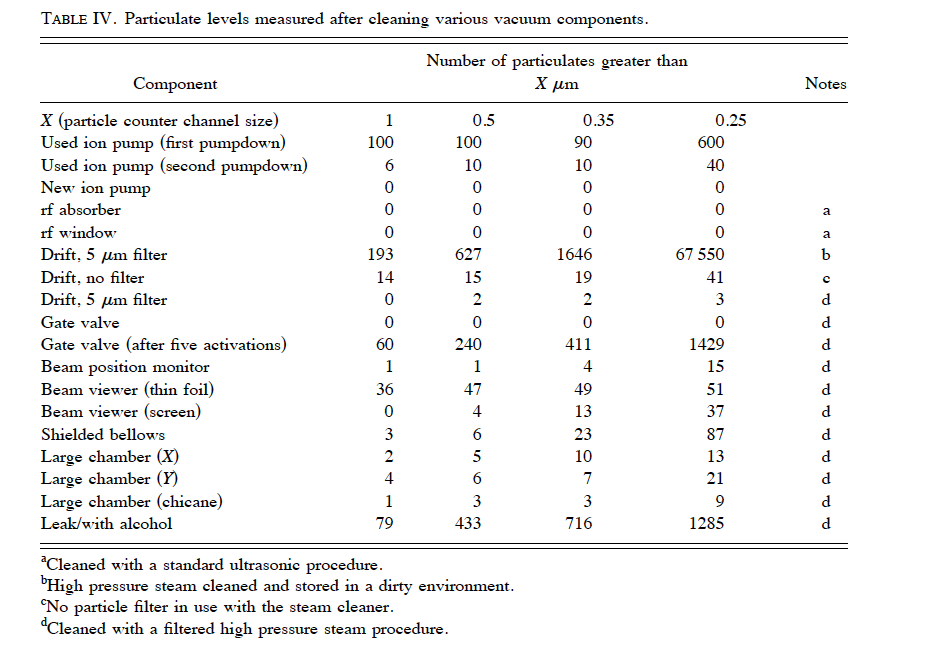 TABLE IV. Particulate levels measured after cleaning various vacuum components.
Number of particulates greater than
Component X μm Notes
X (particle counter channel size) 1 0.5 0.35 0.25
Used ion pump (first pumpdown) 100 100 90 600
Used ion pump (second pumpdown) 6 10 10 40
New ion pump 0 0 0 0
rf absorber 0 0 0 0 a
rf window 0 0 0 0 a
Drift, 5 μm filter 193 627 1646 67 550 b
Drift, no filter 14 15 19 41 c
Drift, 5 μm filter 0 2 2 3 d
Gate valve 0 0 0 0 d
Gate valve (after five activations) 60 240 411 1429 d
Beam position monitor 1 1 4 15 d
Beam viewer (thin foil) 36 47 49 51 d
Beam viewer (screen) 0 4 13 37 d
Shielded bellows 3 6 23 87 d
Large chamber (X) 2 5 10 13 d
Large chamber (Y) 4 6 7 21 d
Large chamber (chicane) 1 3 3 9 d
Leak/with alcohol 79 433 716 1285 d
aCleaned with a standard ultrasonic procedure.
bHigh pressure steam cleaned and stored in a dirty environment.
cNo particle filter in use with the steam cleaner.
dCleaned with a filtered high pressure steam procedure.